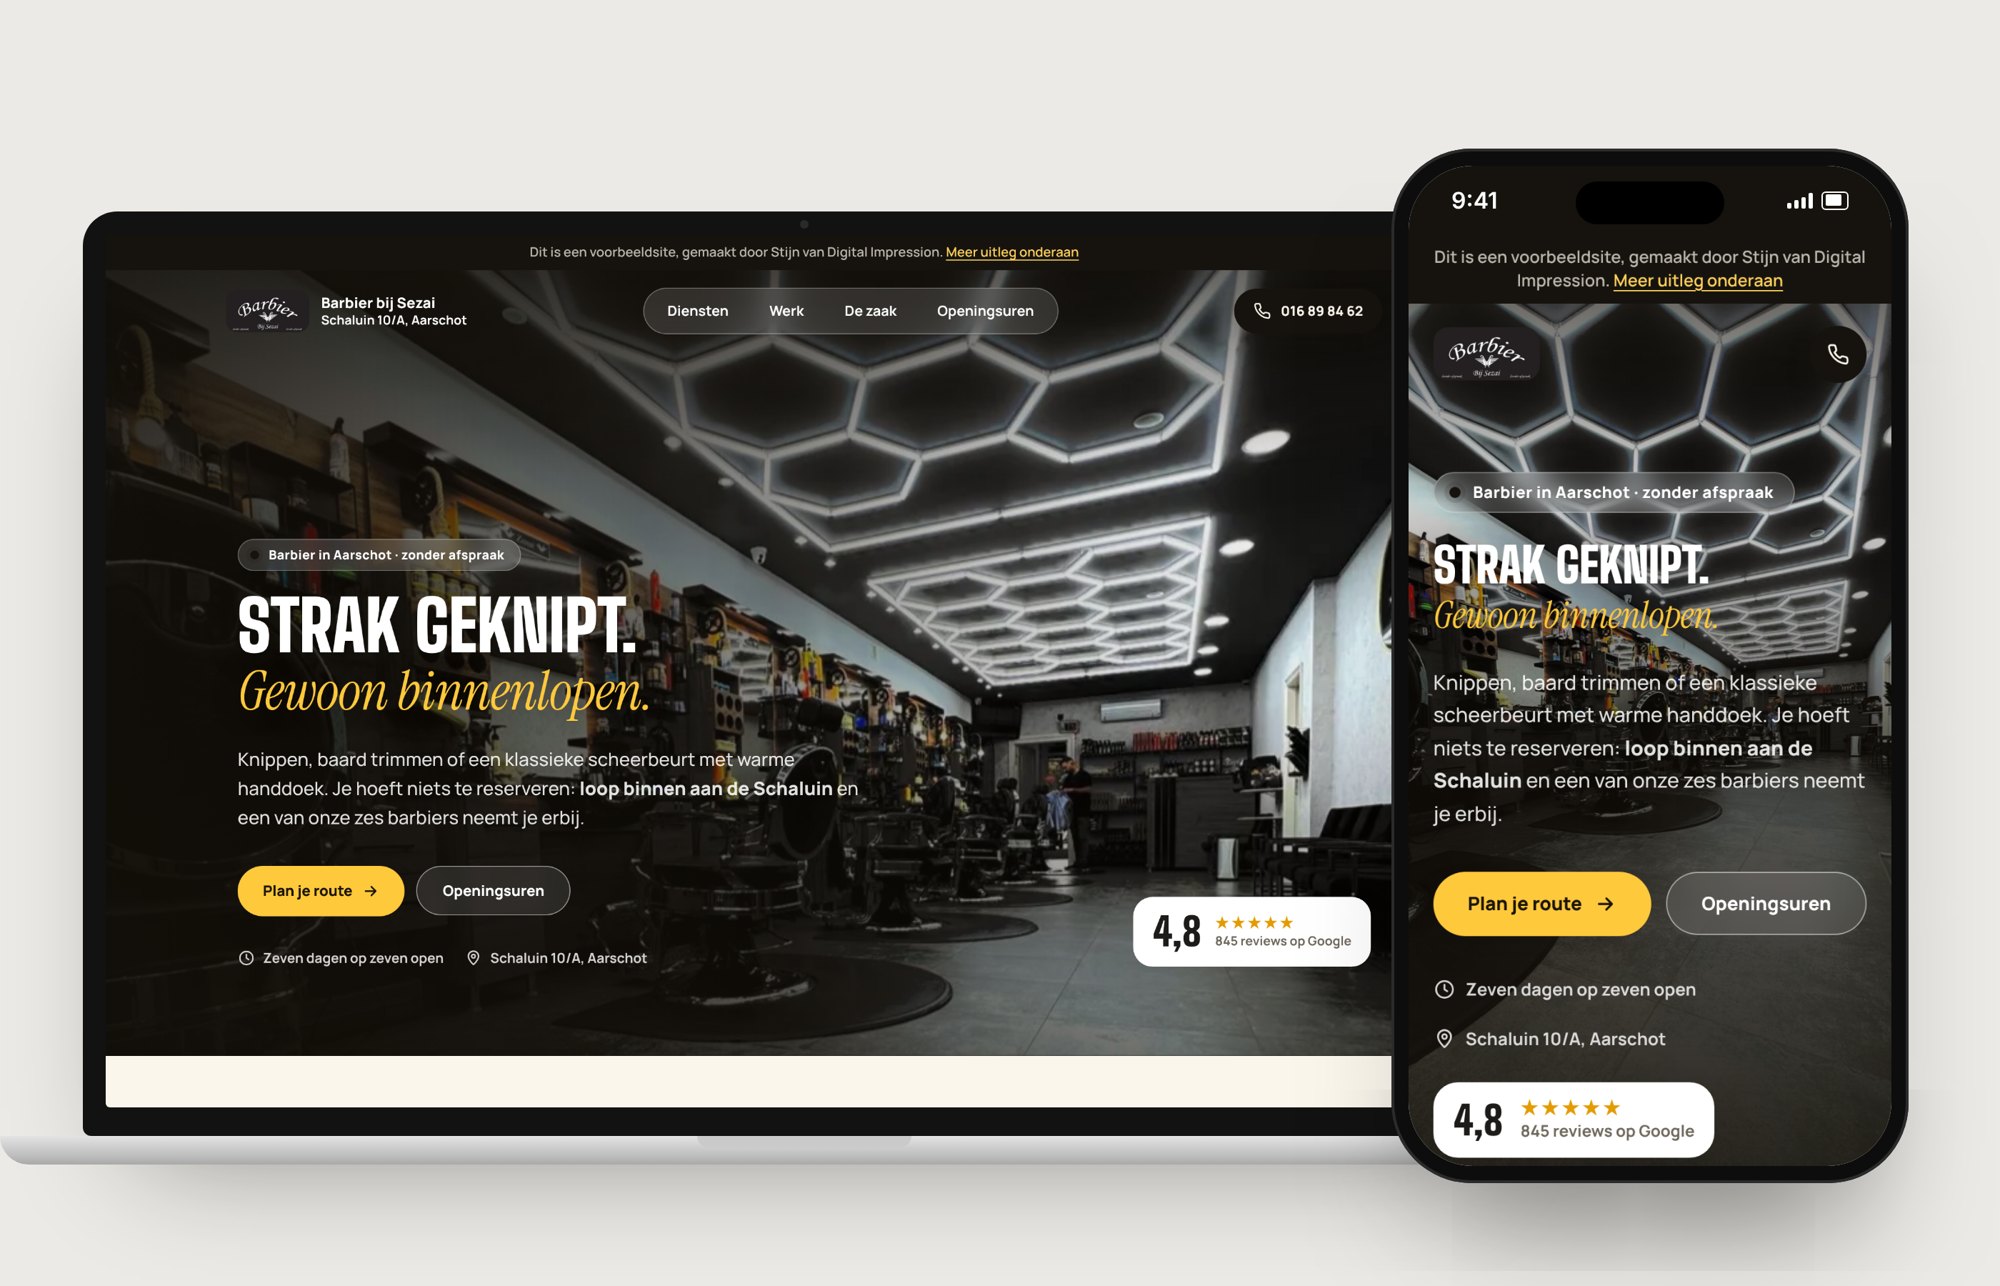 Dit is een voorbeeldsite, gemaakt door Stijn van Digital Impression. Meer uitleg onderaan
Barbier
Bij Sezai
Barbier bij Sezai
Schaluin 10/A, Aarschot
Diensten
Werk
De zaak
Openingsuren
016 89 84 62
Barbier in Aarschot · zonder afspraak
STRAK GEKNIPT.
Gewoon binnenlopen.
Knippen, baard trimmen of een klassieke scheerbeurt met warme
handdoek. Je hoeft niets te reserveren: loop binnen aan de Schaluin en
een van onze zes barbiers neemt je erbij.
Plan je route →
Openingsuren
Zeven dagen op zeven open
Schaluin 10/A, Aarschot
4,8
★★★★★
845 reviews op Google
9:41
Dit is een voorbeeldsite, gemaakt door Stijn van Digital
Impression. Meer uitleg onderaan
Barbier
Bij Sezai
Barbier in Aarschot · zonder afspraak
STRAK GEKNIPT.
Gewoon binnenlopen.
Knippen, baard trimmen of een klassieke
scheerbeurt met warme handdoek. Je hoeft
niets te reserveren: loop binnen aan de
Schaluin en een van onze zes barbiers neemt
je erbij.
Plan je route →
Openingsuren
Zeven dagen op zeven open
Schaluin 10/A, Aarschot
4,8
★★★★★
845 reviews op Google